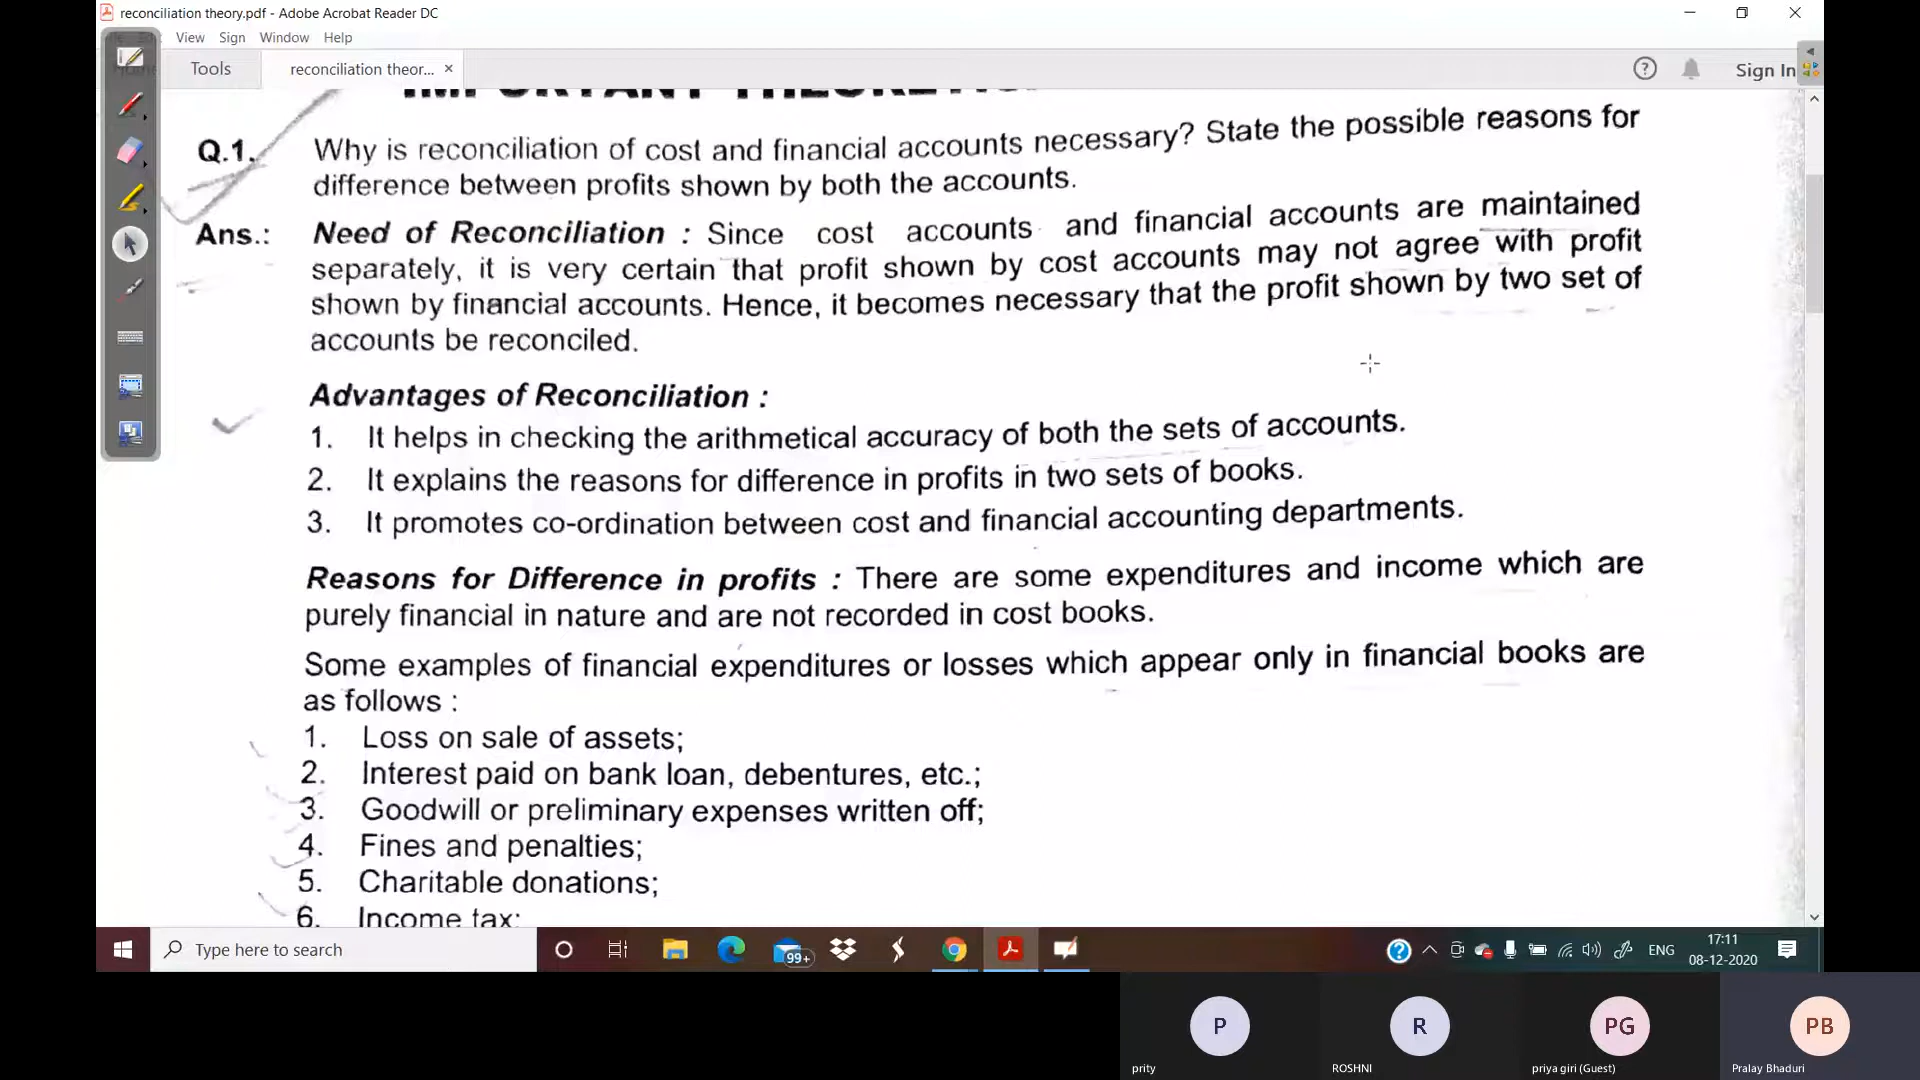 reconciliation theory.pdf - Adobe Acrobat Reader DC
View Sign Window Help
Tools
reconciliation theor... ×
Sign In
Q.1. Why is reconciliation of cost and financial accounts necessary? State the possible reasons for
difference between profits shown by both the accounts.
Ans.: Need of Reconciliation : Since cost accounts and financial accounts are maintained
separately, it is very certain that profit shown by cost accounts may not agree with profit
shown by financial accounts. Hence, it becomes necessary that the profit shown by two set of
accounts be reconciled.
Advantages of Reconciliation :
1. It helps in checking the arithmetical accuracy of both the sets of accounts.
2. It explains the reasons for difference in profits in two sets of books.
3. It promotes co-ordination between cost and financial accounting departments.
Reasons for Difference in profits : There are some expenditures and income which are
purely financial in nature and are not recorded in cost books.
Some examples of financial expenditures or losses which appear only in financial books are
as follows :
1. Loss on sale of assets;
2. Interest paid on bank loan, debentures, etc.;
3. Goodwill or preliminary expenses written off;
4. Fines and penalties;
5. Charitable donations;
6. Income tax;
Type here to search
99+
ENG
17:11
08-12-2020
P
R
PG
PB
prity
ROSHNI
priya giri (Guest)
Pralay Bhaduri